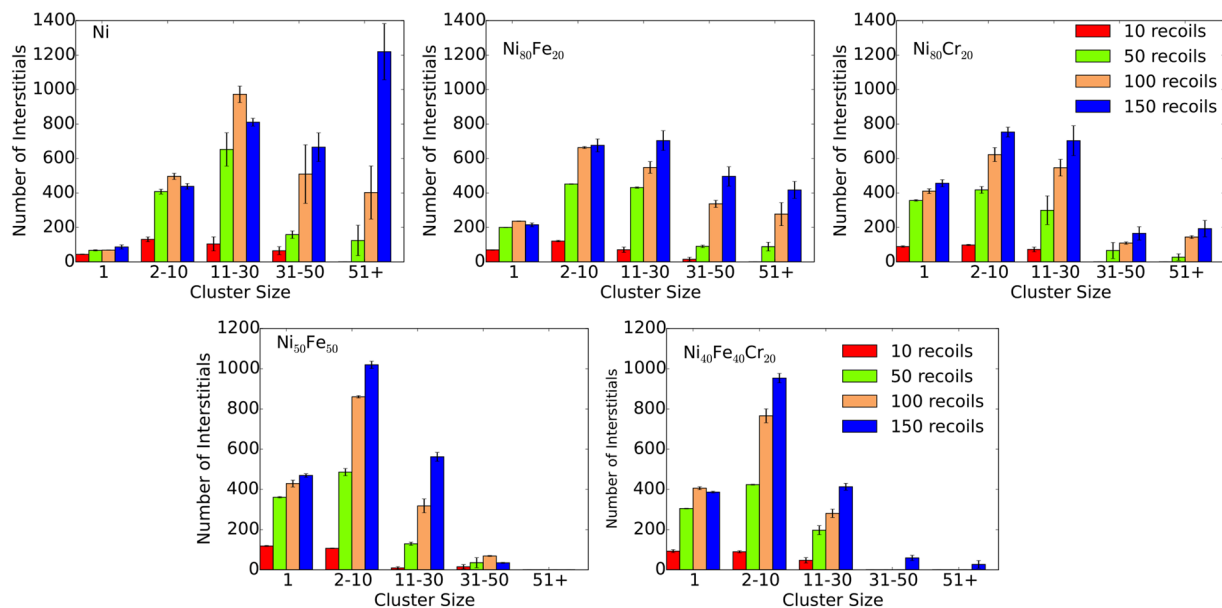 Ni
Number of Interstitials
1400
1200
1000
800
600
400
200
0
1 2-10 11-30 31-50 51+
Cluster Size
Ni80Fe20
Number of Interstitials
1400
1200
1000
800
600
400
200
0
1 2-10 11-30 31-50 51+
Cluster Size
Ni80Cr20
10 recoils
50 recoils
100 recoils
150 recoils
Number of Interstitials
1400
1200
1000
800
600
400
200
0
1 2-10 11-30 31-50 51+
Cluster Size
Ni50Fe50
Number of Interstitials
1200
1000
800
600
400
200
0
1 2-10 11-30 31-50 51+
Cluster Size
Ni40Fe40Cr20
10 recoils
50 recoils
100 recoils
150 recoils
Number of Interstitials
1200
1000
800
600
400
200
0
1 2-10 11-30 31-50 51+
Cluster Size